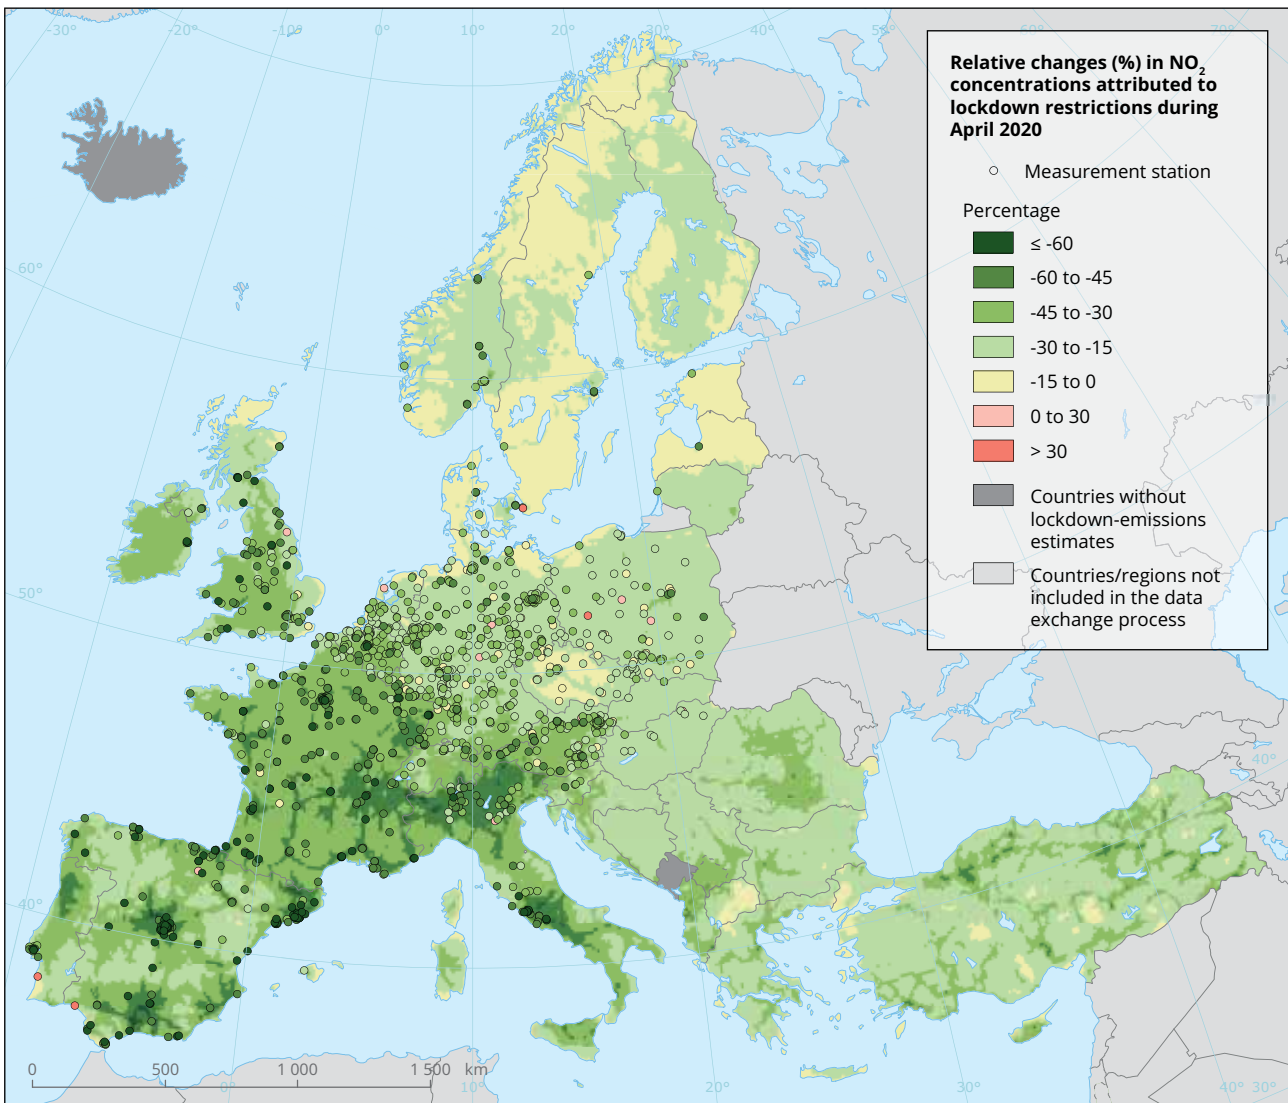 -30°
-20°
-10°
0°
10°
20°
30°
40°
50°
60°
70°
Relative changes (%) in NO2
concentrations attributed to
lockdown restrictions during
April 2020
Measurement station
Percentage
≤ -60
-60 to -45
-45 to -30
-30 to -15
-15 to 0
0 to 30
> 30
Countries without
lockdown-emissions
estimates
Countries/regions not
included in the data
exchange process
60°
50°
40°
40°
0
500
1 000
1 500
km
0°
10°
20°
30°
40°
30°